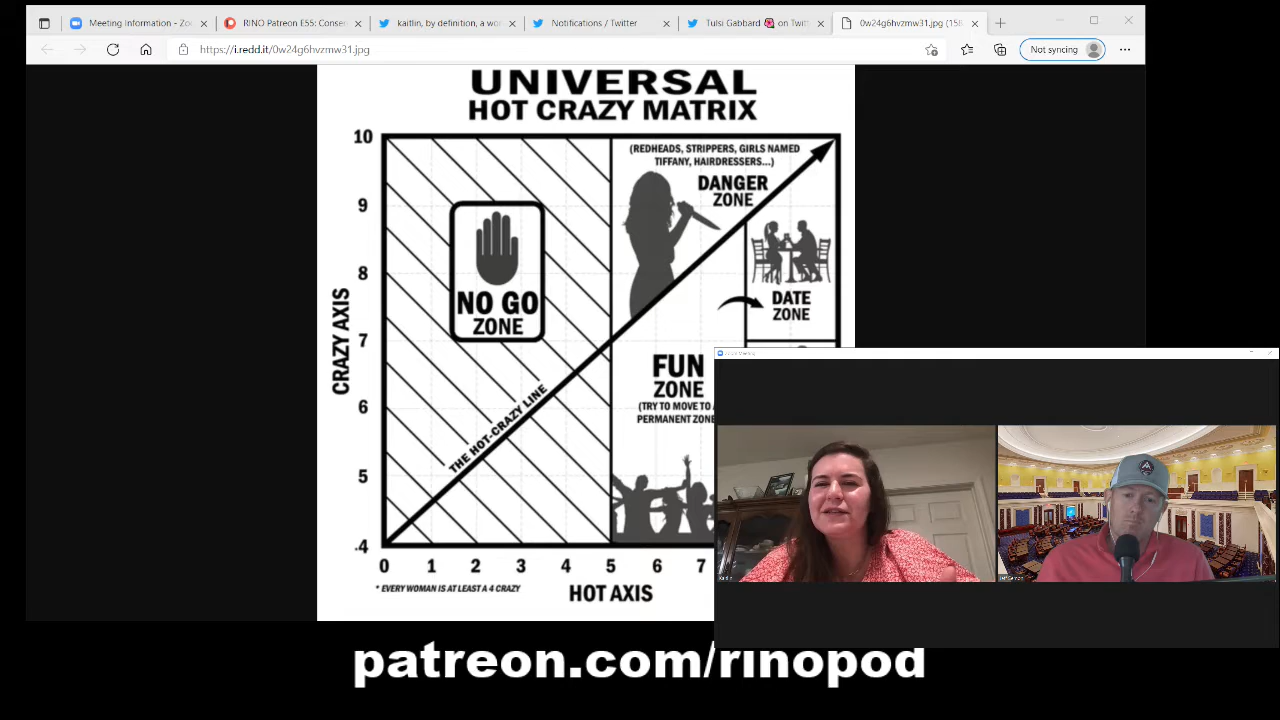 Meeting Information - Zo
RINO Patreon E55: Conser
kaitlin, by definition, a wo
Notifications / Twitter
Tulsi Gabbard 🌺 on Twit
0w24g6hvzmw31.jpg (158
https://i.redd.it/0w24g6hvzmw31.jpg
Not syncing
UNIVERSAL
HOT CRAZY MATRIX
10
9
8
7
6
5
.4
CRAZY AXIS
(REDHEADS, STRIPPERS, GIRLS NAMED
TIFFANY, HAIRDRESSERS...)
DANGER
ZONE
NO GO
ZONE
DATE
ZONE
FUN
ZONE
(TRY TO MOVE TO A
PERMANENT ZONE
THE HOT-CRAZY LINE
0 1 2 3 4 5 6 7
* EVERY WOMAN IS AT LEAST A 4 CRAZY
HOT AXIS
Kaitlin
patreon.com/rinopod